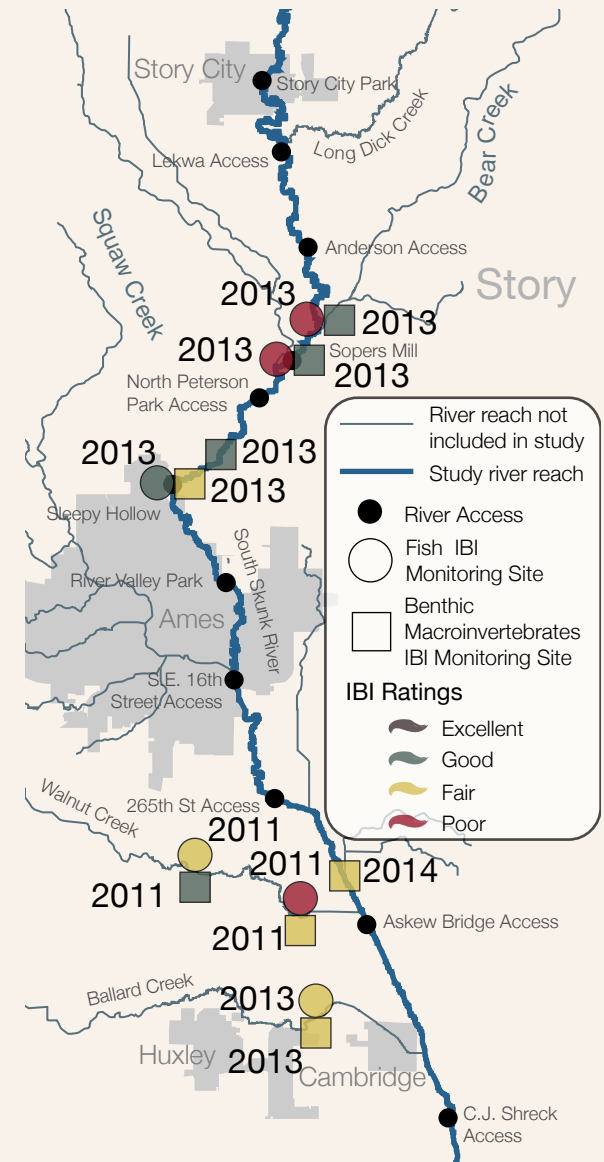 Story City
Story City Park
Long Dick Creek
Lekwa Access
Bear Creek
Squaw Creek
Anderson Access
Story
2013
2013
2013
Sopers Mill
2013
North Peterson
Park Access
2013
2013
2013
Sleepy Hollow
South Skunk River
River Valley Park
Ames
S.E. 16th
Street Access
River reach not
included in study
Study river reach
River Access
Fish IBI
Monitoring Site
Benthic
Macroinvertebrates
IBI Monitoring Site
IBI Ratings
Excellent
Good
Fair
Poor
265th St Access
Walnut Creek
2011
2011
2014
2011
2011
Askew Bridge Access
Ballard Creek
2013
2013
Huxley
Cambridge
C.J. Shreck
Access